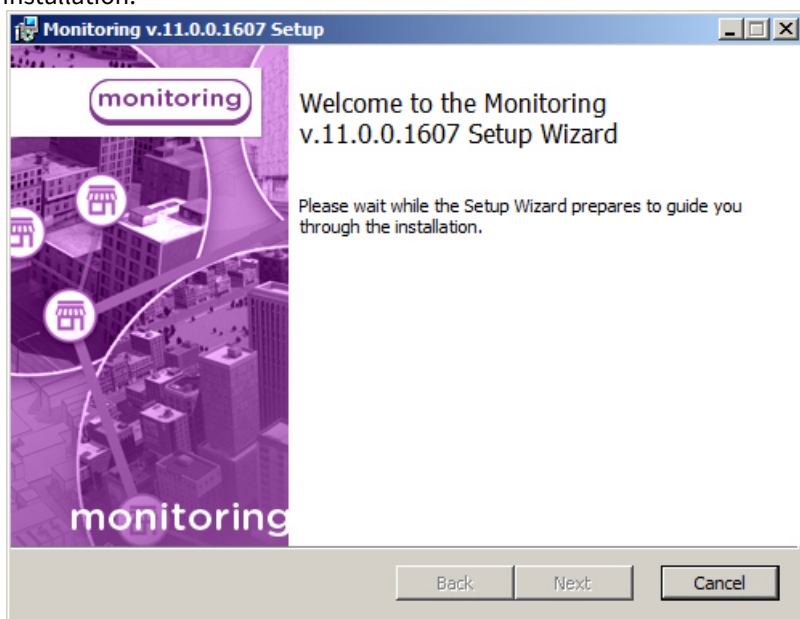 installation.
Monitoring v.11.0.0.1607 Setup
monitoring
Welcome to the Monitoring
v.11.0.0.1607 Setup Wizard
Please wait while the Setup Wizard prepares to guide you
through the installation.
monitoring
Back
Next
Cancel